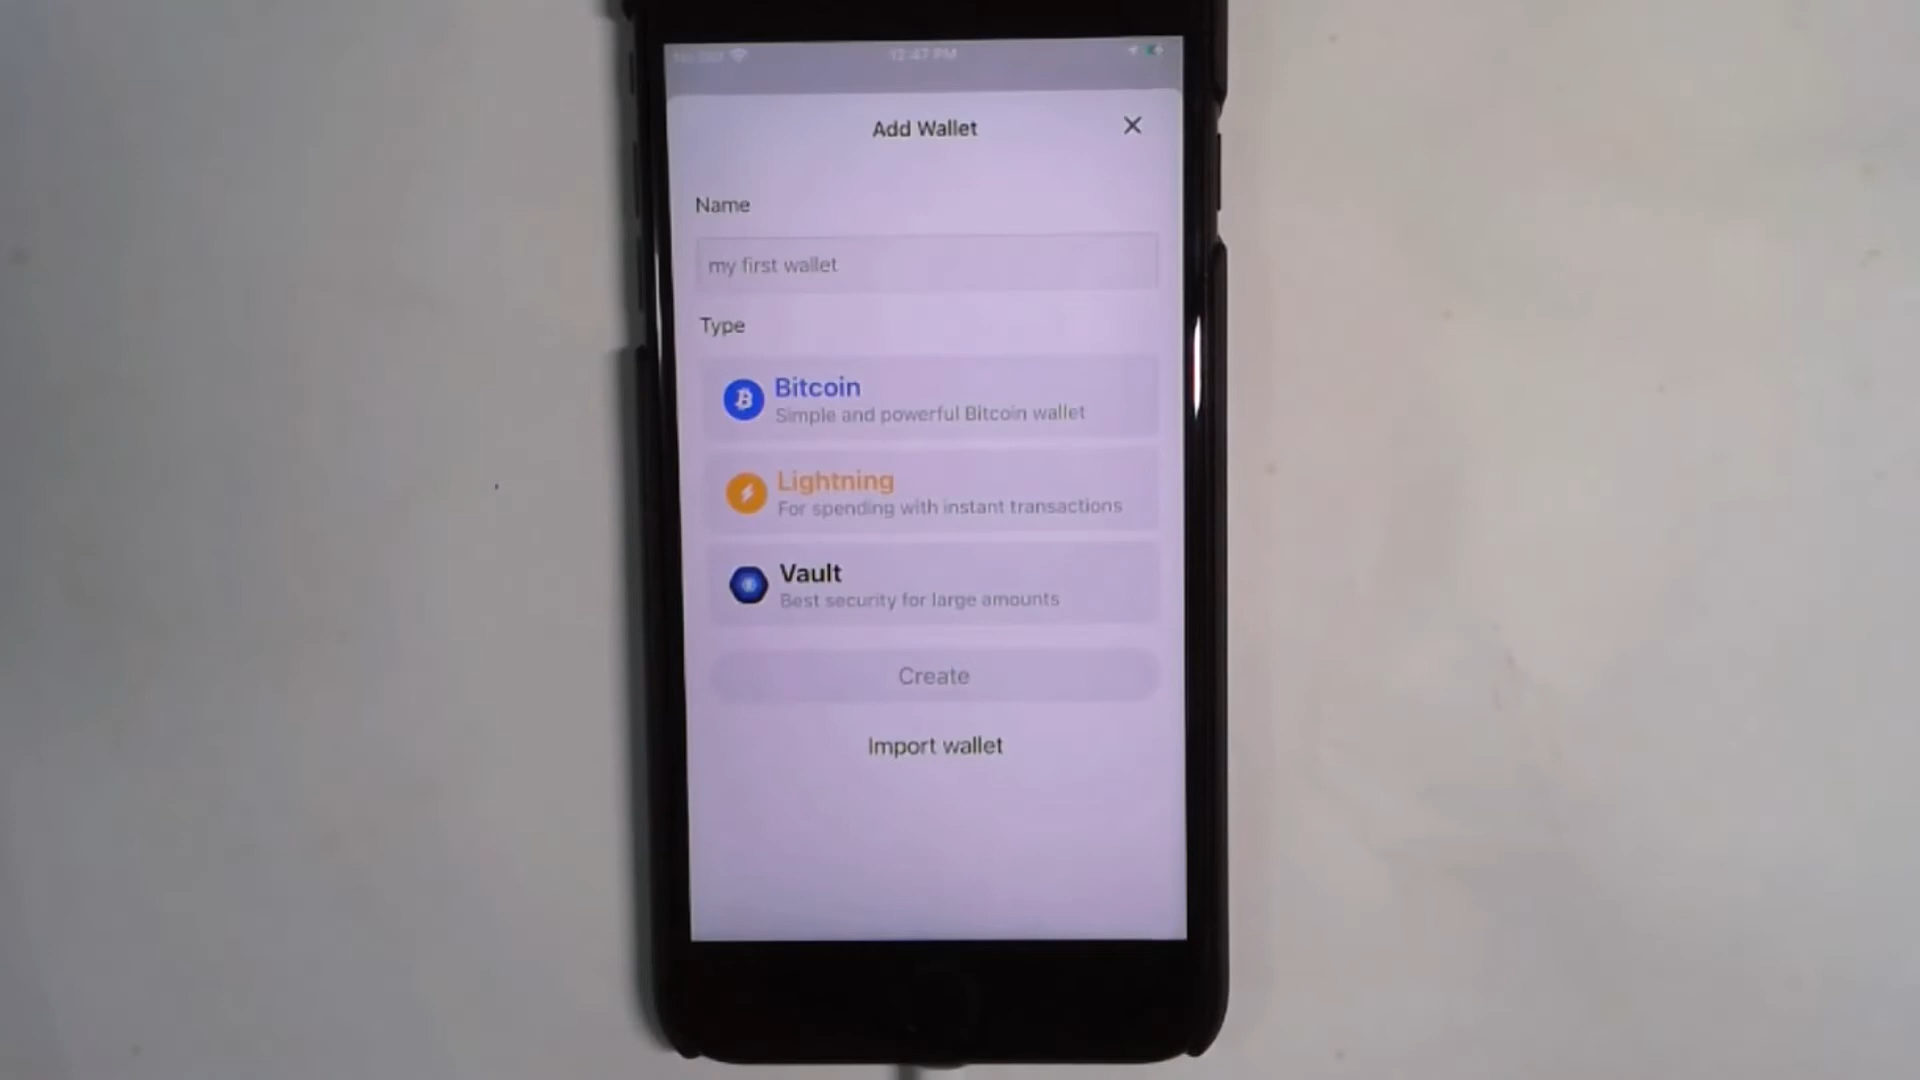 12:47 PM
Add Wallet
Name
my first wallet
Type
Bitcoin
Simple and powerful Bitcoin wallet
Lightning
For spending with instant transactions
Vault
Best security for large amounts
Create
Import wallet